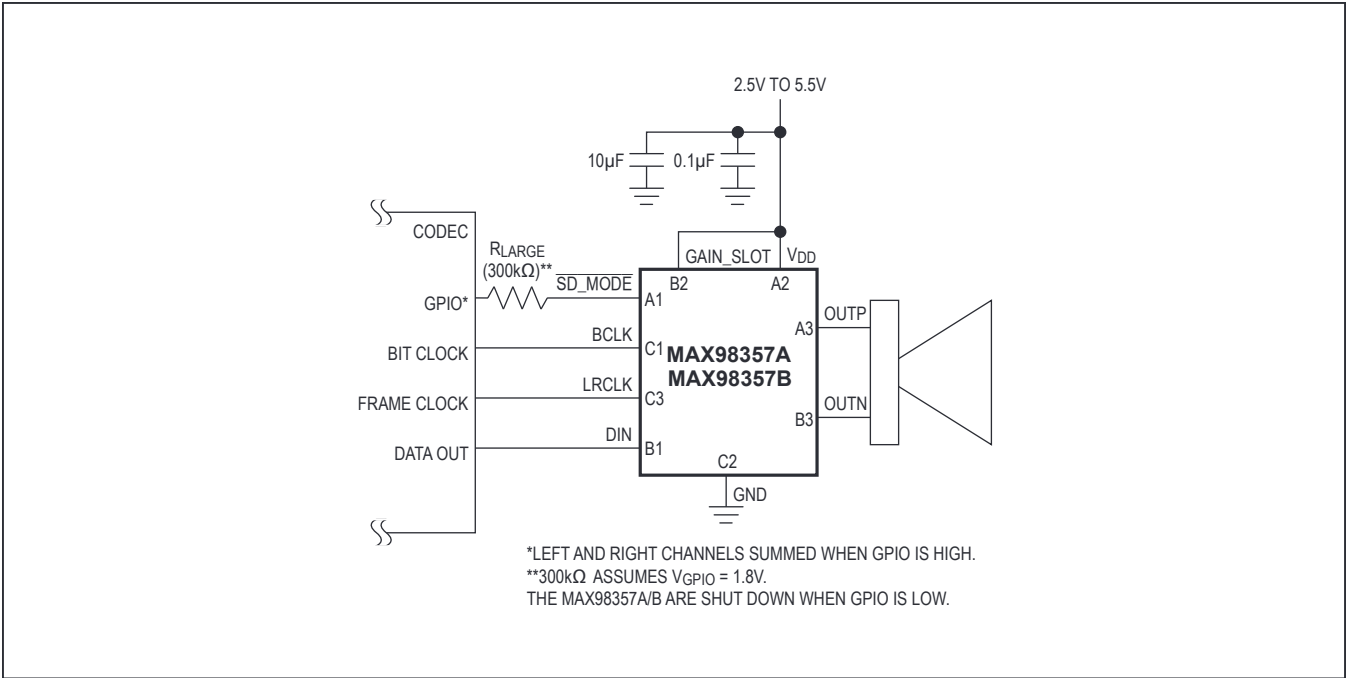 2.5V TO 5.5V
10µF
0.1µF
CODEC
RLARGE
(300kΩ)**
SD_MODE
GAIN_SLOT
VDD
B2
A2
GPIO*
A1
OUTP
A3
BIT CLOCK
BCLK
C1
MAX98357A
MAX98357B
FRAME CLOCK
LRCLK
C3
OUTN
B3
DATA OUT
DIN
B1
C2
GND
*LEFT AND RIGHT CHANNELS SUMMED WHEN GPIO IS HIGH.
**300kΩ ASSUMES VGPIO = 1.8V.
THE MAX98357A/B ARE SHUT DOWN WHEN GPIO IS LOW.